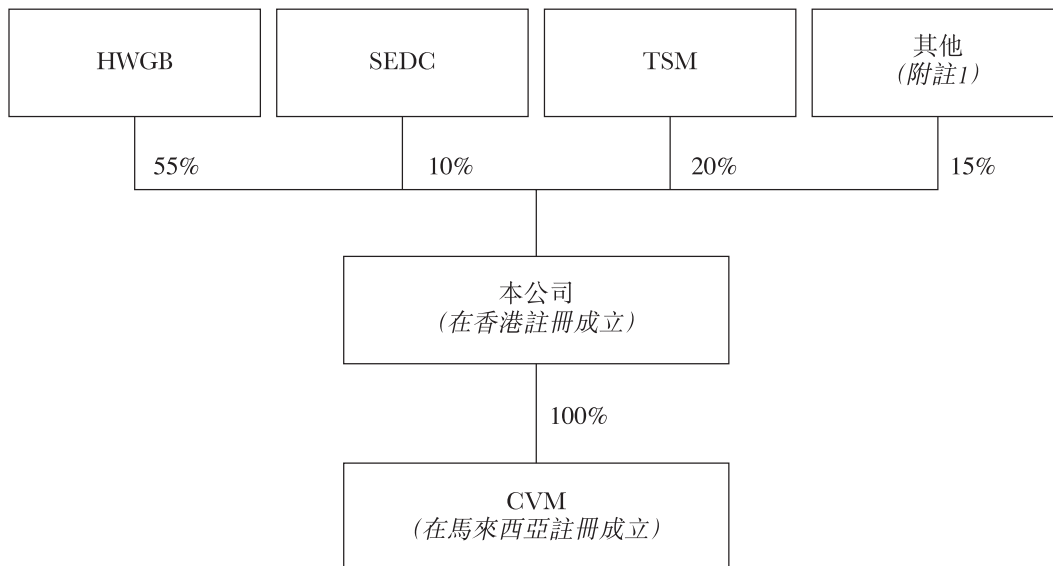 HWGB
SEDC
TSM
其他
(附註1)
55%
10%
20%
15%
本公司
(在香港註冊成立)
100%
CVM
(在馬來西亞註冊成立)